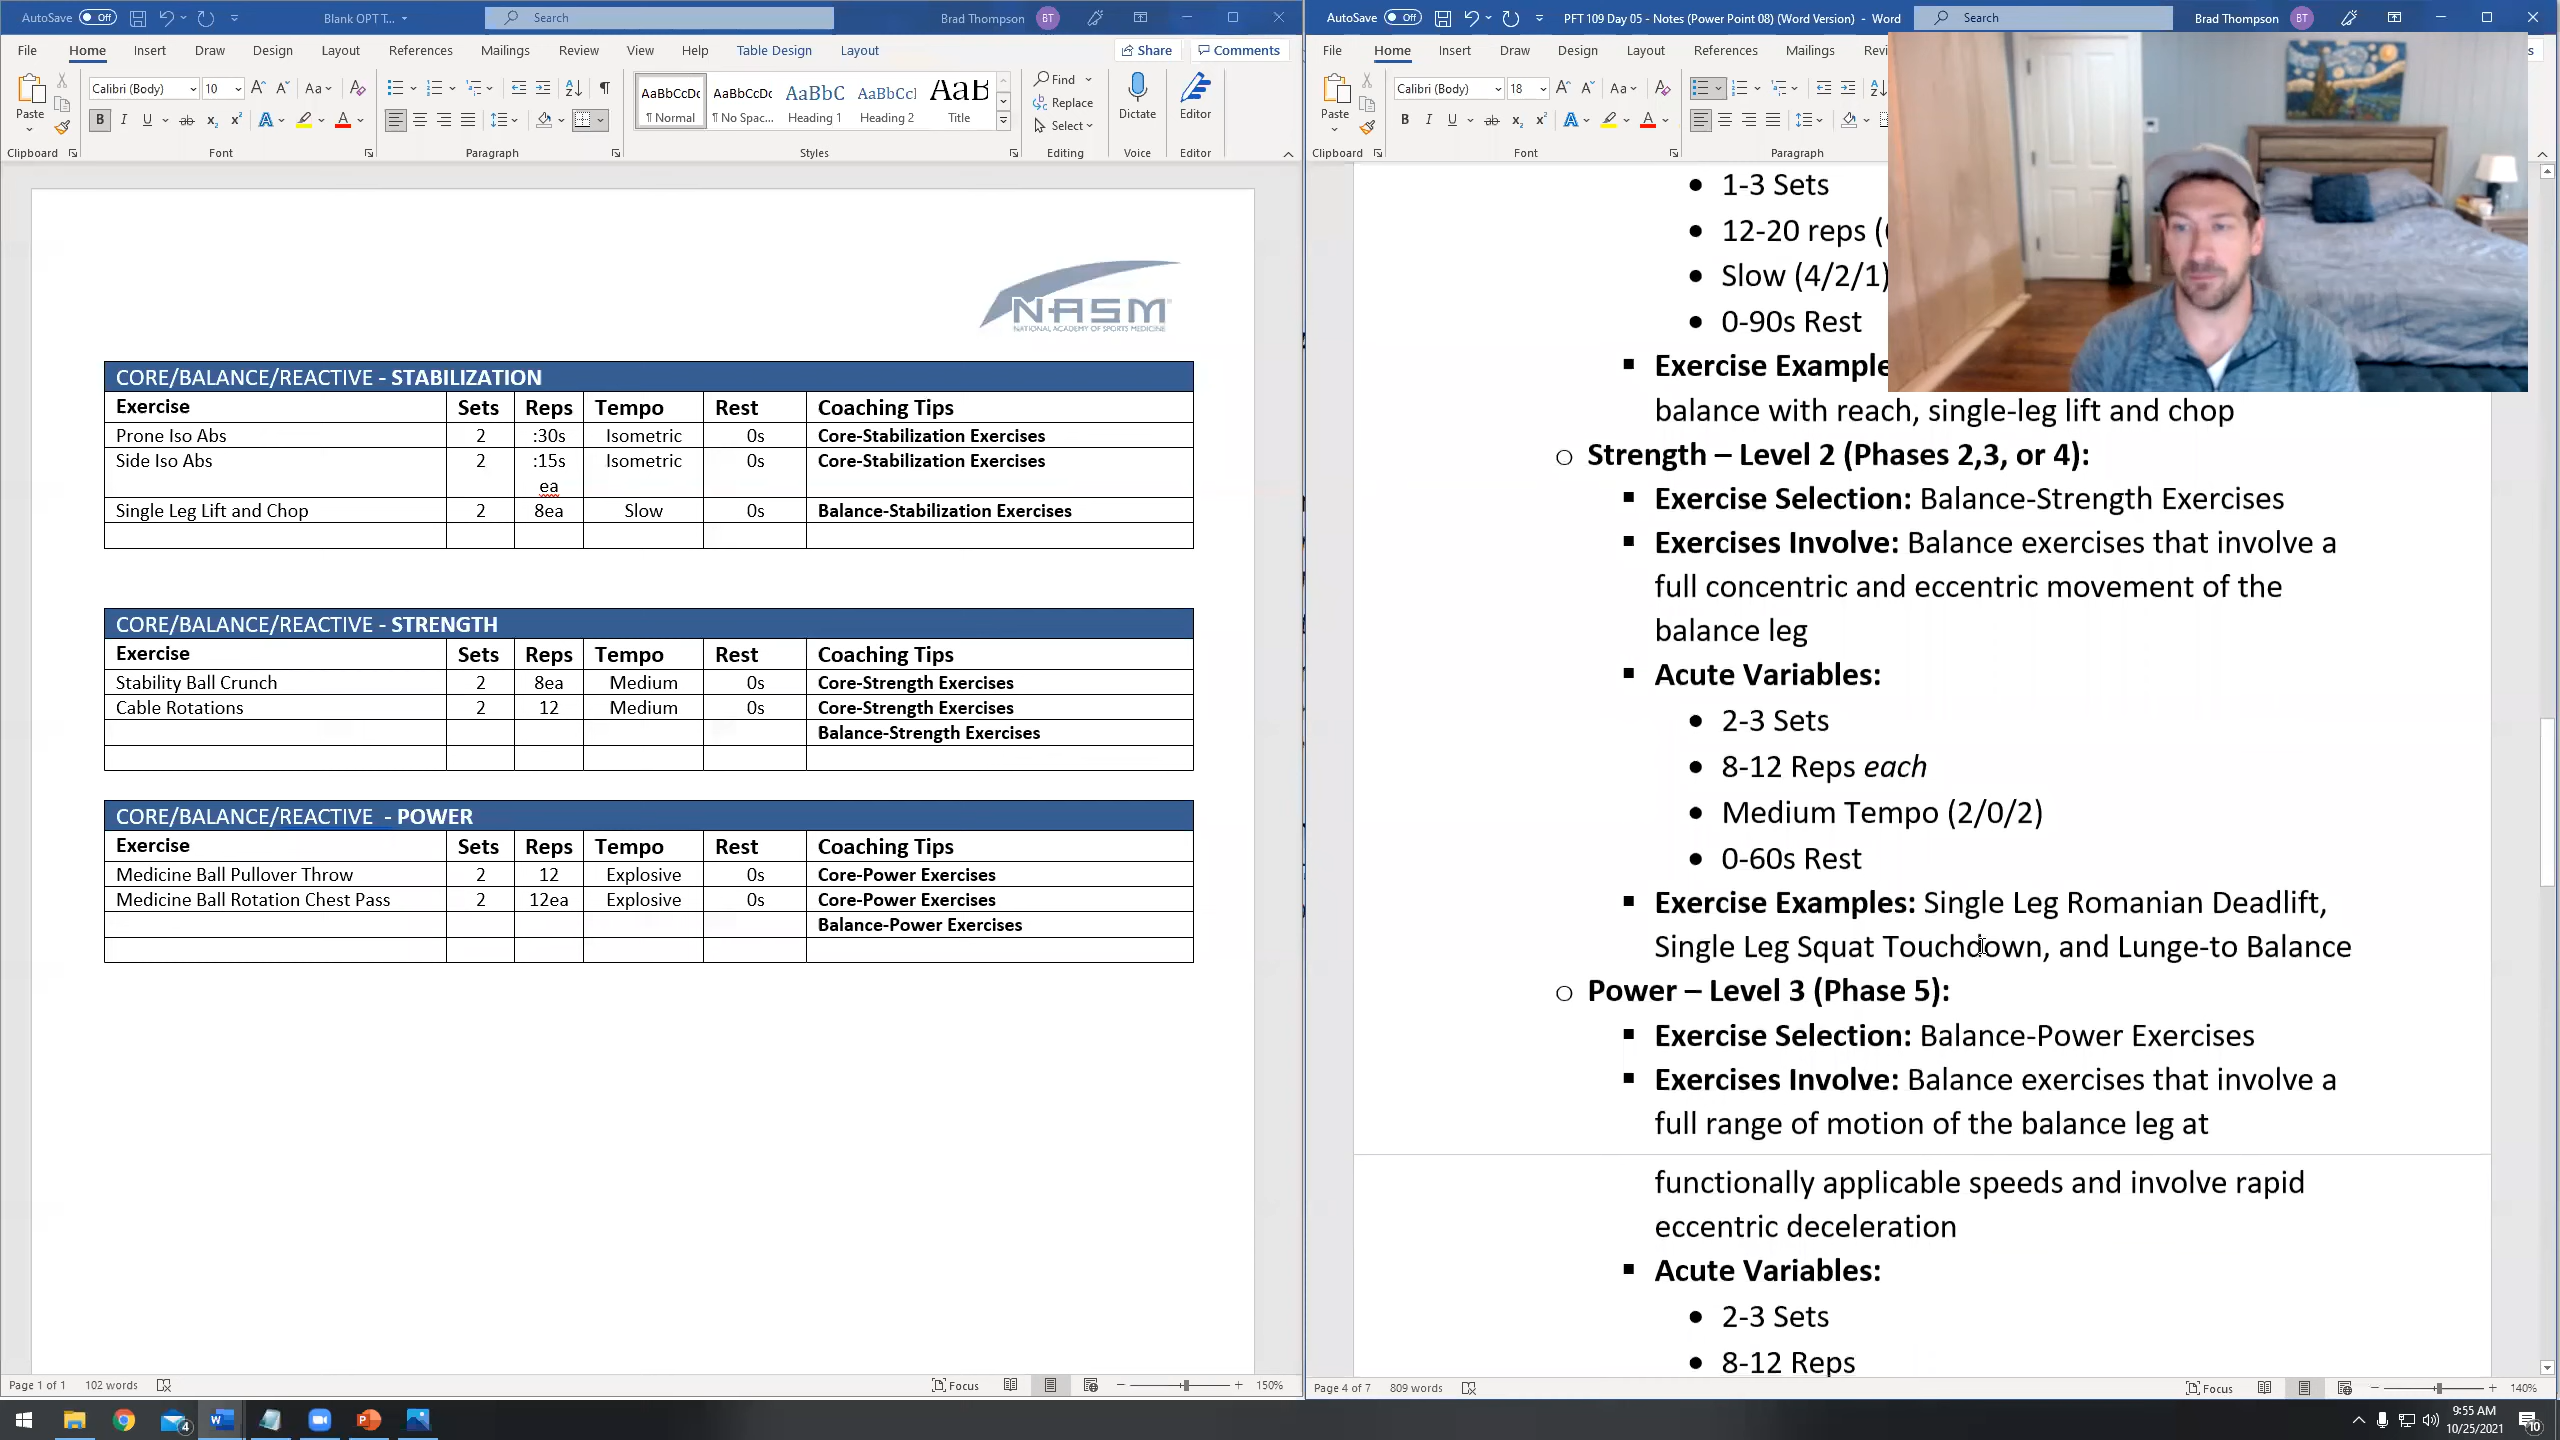 AutoSave Off Blank OPT T... Search Brad Thompson BT
File Home Insert Draw Design Layout References Mailings Review View Help Table Design Layout Share Comments
Paste Calibri (Body) 10 Aa AaBbCcDc AaBbCcDc AaBbC AaBbCcI AaB Find Replace Select Dictate Editor
¶ Normal ¶ No Spac... Heading 1 Heading 2 Title
Clipboard Font Paragraph Styles Editing Voice Editor
NASM
NATIONAL ACADEMY OF SPORTS MEDICINE
CORE/BALANCE/REACTIVE - STABILIZATION
Exercise Sets Reps Tempo Rest Coaching Tips
Prone Iso Abs 2 :30s Isometric 0s Core-Stabilization Exercises
Side Iso Abs 2 :15s ea Isometric 0s Core-Stabilization Exercises
Single Leg Lift and Chop 2 8ea Slow 0s Balance-Stabilization Exercises
CORE/BALANCE/REACTIVE - STRENGTH
Exercise Sets Reps Tempo Rest Coaching Tips
Stability Ball Crunch 2 8ea Medium 0s Core-Strength Exercises
Cable Rotations 2 12 Medium 0s Core-Strength Exercises
Balance-Strength Exercises
CORE/BALANCE/REACTIVE - POWER
Exercise Sets Reps Tempo Rest Coaching Tips
Medicine Ball Pullover Throw 2 12 Explosive 0s Core-Power Exercises
Medicine Ball Rotation Chest Pass 2 12ea Explosive 0s Core-Power Exercises
Balance-Power Exercises
Page 1 of 1 102 words Focus 150%
AutoSave Off PFT 109 Day 05 - Notes (Power Point 08) (Word Version) - Word Search Brad Thompson BT
File Home Insert Draw Design Layout References Mailings
Paste Calibri (Body) 18 Aa
Clipboard Font Paragraph
• 1-3 Sets
• 12-20 reps
• Slow (4/2/1)
• 0-90s Rest
▪ Exercise Example
balance with reach, single-leg lift and chop
o Strength – Level 2 (Phases 2,3, or 4):
▪ Exercise Selection: Balance-Strength Exercises
▪ Exercises Involve: Balance exercises that involve a
full concentric and eccentric movement of the
balance leg
▪ Acute Variables:
• 2-3 Sets
• 8-12 Reps each
• Medium Tempo (2/0/2)
• 0-60s Rest
▪ Exercise Examples: Single Leg Romanian Deadlift,
Single Leg Squat Touchdown, and Lunge-to Balance
o Power – Level 3 (Phase 5):
▪ Exercise Selection: Balance-Power Exercises
▪ Exercises Involve: Balance exercises that involve a
full range of motion of the balance leg at
functionally applicable speeds and involve rapid
eccentric deceleration
▪ Acute Variables:
• 2-3 Sets
• 8-12 Reps
Page 4 of 7 809 words Focus 140%
9:55 AM
10/25/2021